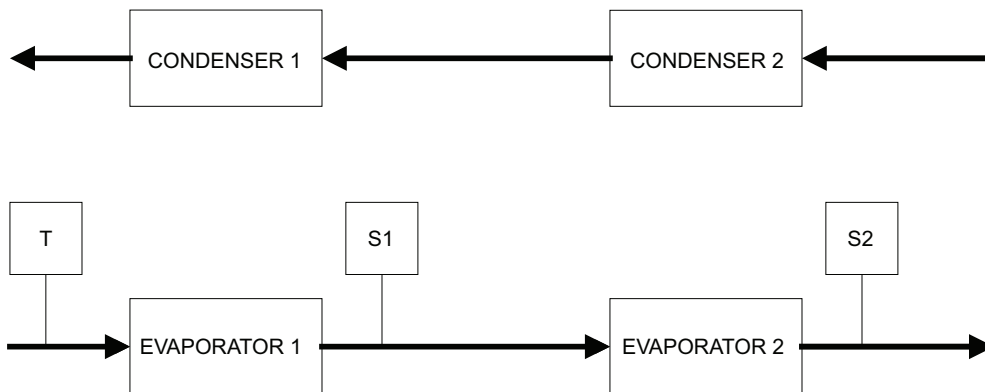 CONDENSER 1
CONDENSER 2
T
S1
S2
EVAPORATOR 1
EVAPORATOR 2